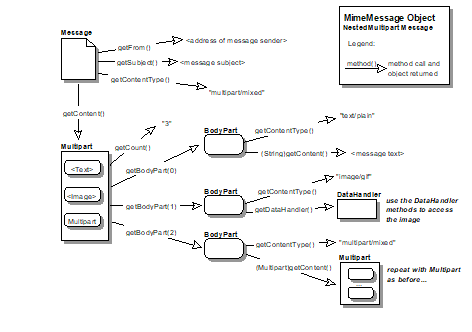 MimeMessage Object
NestedMultipart Message
Legend:
method()
method call and
object returned
Message
getFrom()
<address of message sender>
getSubject()
<message subject>
getContentType()
"multipart/mixed"
getContent()
Multipart
<Text>
<Image>
Multipart
getCount()
"3"
getBodyPart(0)
BodyPart
getContentType()
"text/plain"
(String)getContent()
<message text>
getBodyPart(1)
BodyPart
getContentType()
"image/gif"
getDataHandler()
DataHandler
use the DataHandler
methods to access
the image
getBodyPart(2)
BodyPart
getContentType()
"multipart/mixed"
(Multipart)getContent()
Multipart
...
repeat with Multipart
as before...